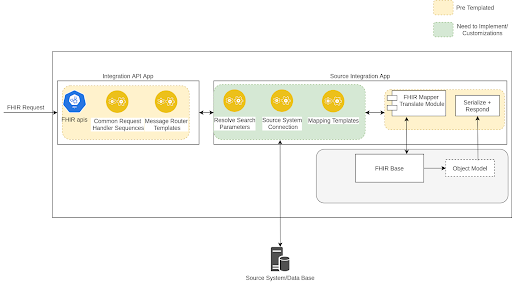 Pre Templated
Need to Implement/
Customizations
Integration API App
Source Integration App
FHIR Request
FHIR apis
Common Request
Handler Sequences
Message Router
Templates
Resolve Search
Parameters
Source System
Connection
Mapping Templates
FHIR Mapper
Translate Module
Serialize +
Respond
FHIR Base
Object Model
Source System/Data Base